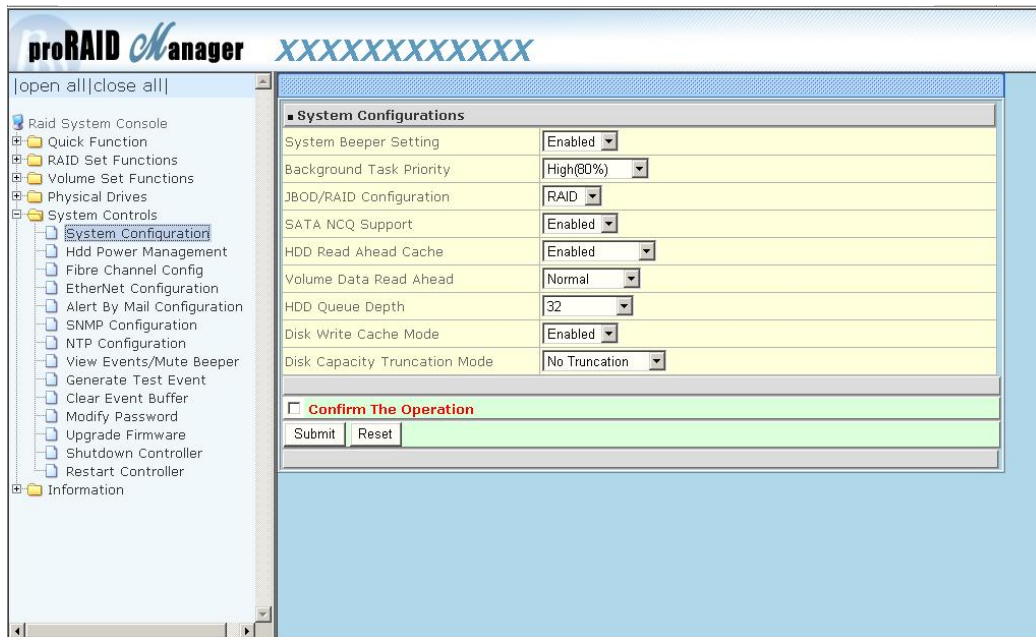 proRAID Manager XXXXXXXXXXXX
|open all|close all|
Raid System Console
Quick Function
RAID Set Functions
Volume Set Functions
Physical Drives
System Controls
System Configuration
Hdd Power Management
Fibre Channel Config
EtherNet Configuration
Alert By Mail Configuration
SNMP Configuration
NTP Configuration
View Events/Mute Beeper
Generate Test Event
Clear Event Buffer
Modify Password
Upgrade Firmware
Shutdown Controller
Restart Controller
Information
System Configurations
System Beeper Setting Enabled
Background Task Priority High(80%)
JBOD/RAID Configuration RAID
SATA NCQ Support Enabled
HDD Read Ahead Cache Enabled
Volume Data Read Ahead Normal
HDD Queue Depth 32
Disk Write Cache Mode Enabled
Disk Capacity Truncation Mode No Truncation
Confirm The Operation
Submit Reset